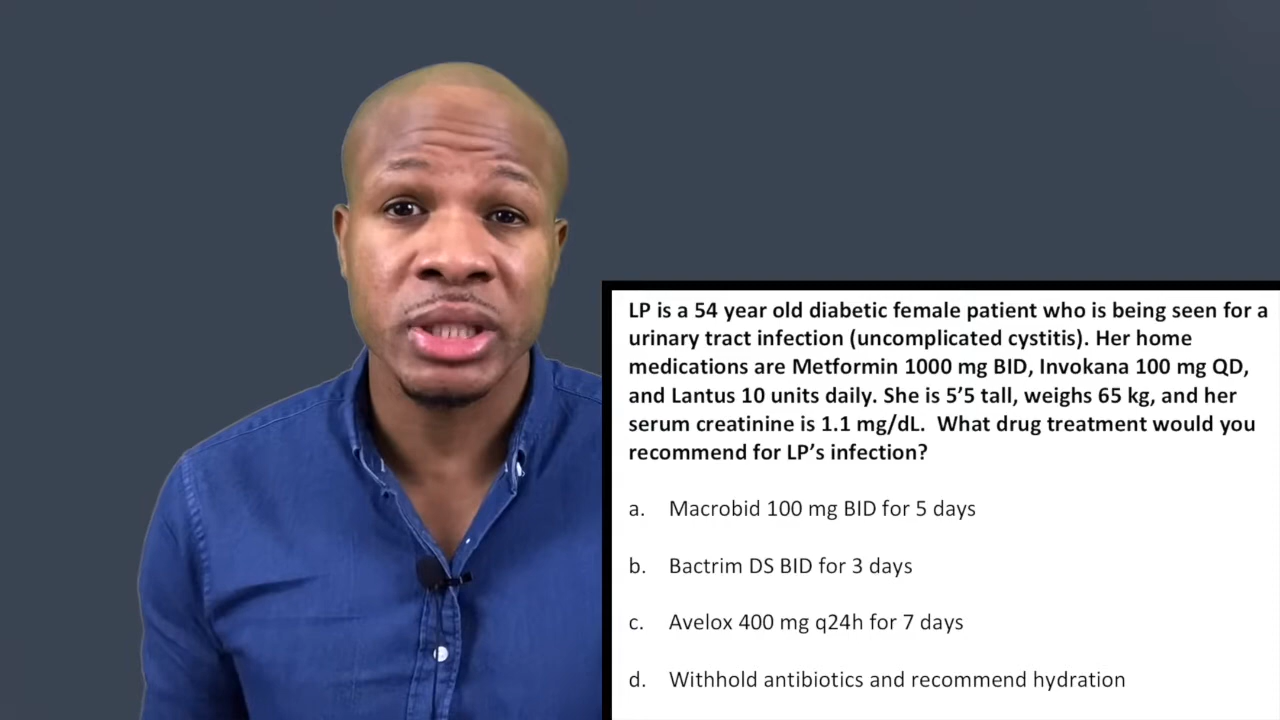 LP is a 54 year old diabetic female patient who is being seen for a
urinary tract infection (uncomplicated cystitis). Her home
medications are Metformin 1000 mg BID, Invokana 100 mg QD,
and Lantus 10 units daily. She is 5’5 tall, weighs 65 kg, and her
serum creatinine is 1.1 mg/dL. What drug treatment would you
recommend for LP’s infection?
a. Macrobid 100 mg BID for 5 days
b. Bactrim DS BID for 3 days
c. Avelox 400 mg q24h for 7 days
d. Withhold antibiotics and recommend hydration